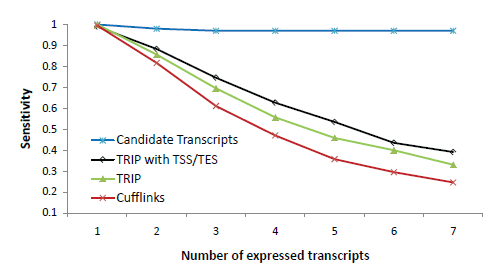 1
0.9
0.8
0.7
0.6
0.5
0.4
0.3
0.2
0.1
Sensitivity
Candidate Transcripts
TRIP with TSS/TES
TRIP
Cufflinks
1 2 3 4 5 6 7
Number of expressed transcripts